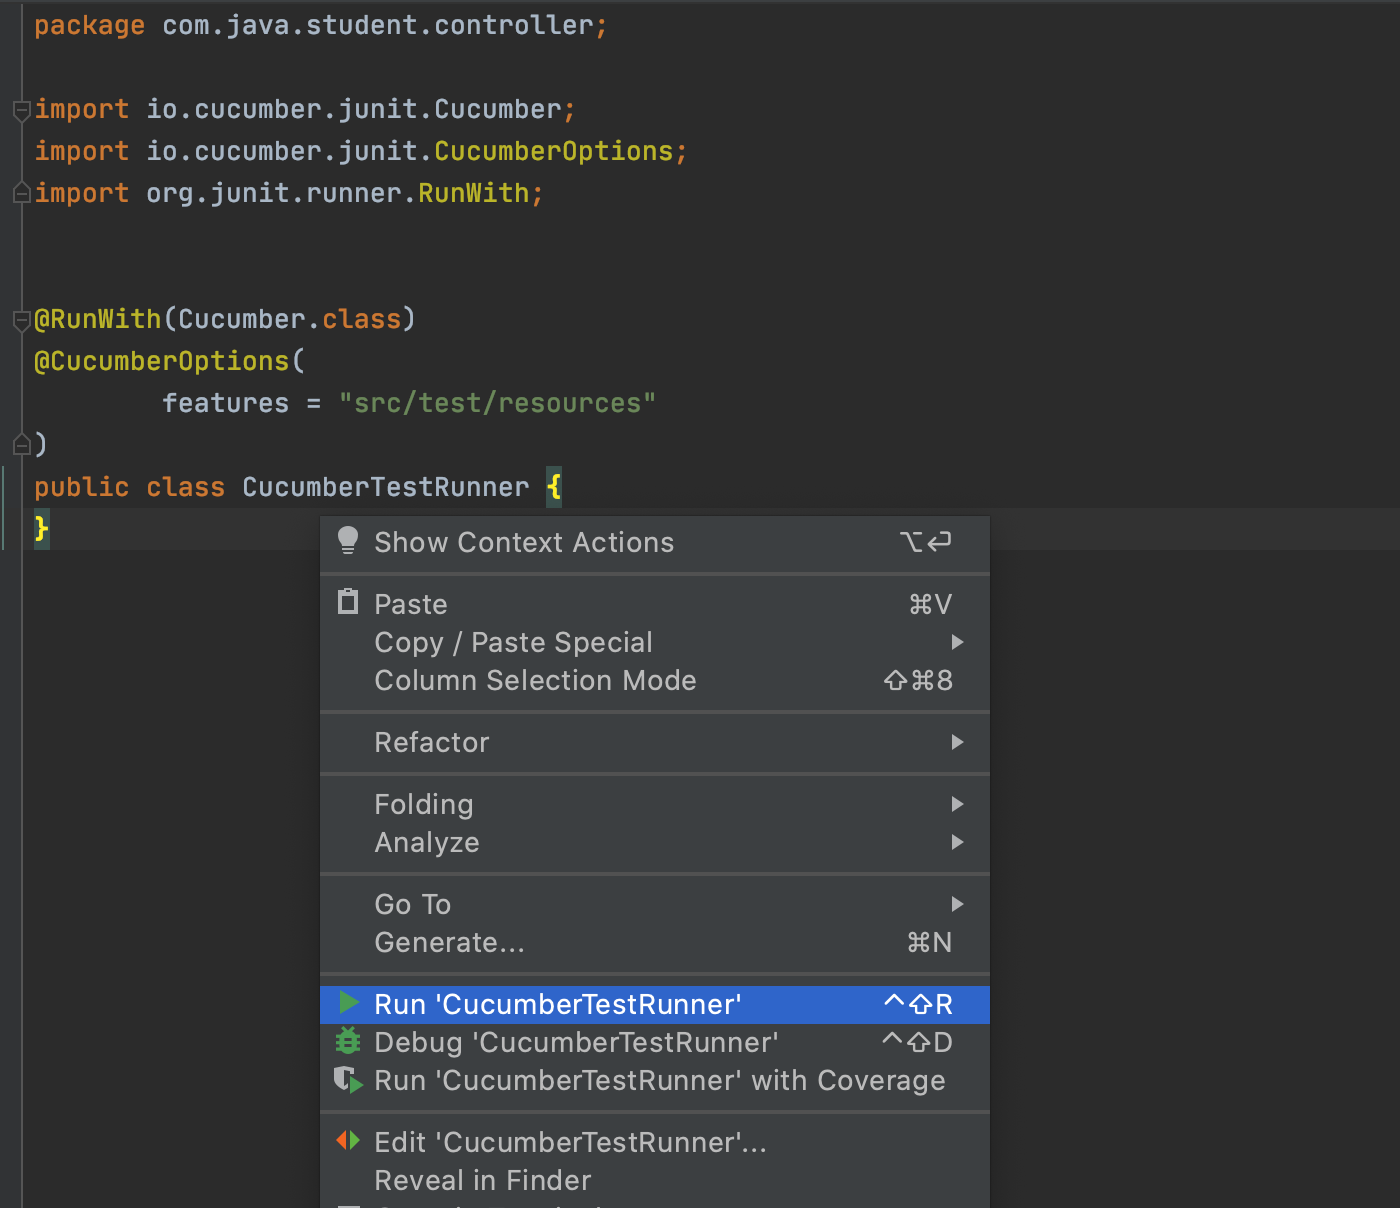 package com.java.student.controller;
import io.cucumber.junit.Cucumber;
import io.cucumber.junit.CucumberOptions;
import org.junit.runner.RunWith;
@RunWith(Cucumber.class)
@CucumberOptions(
features = "src/test/resources"
)
public class CucumberTestRunner {
}
Show Context Actions ⌥⏎
Paste ⌘V
Copy / Paste Special
Column Selection Mode ⇧⌘8
Refactor
Folding
Analyze
Go To
Generate... ⌘N
Run 'CucumberTestRunner' ^⇧R
Debug 'CucumberTestRunner' ^⇧D
Run 'CucumberTestRunner' with Coverage
Edit 'CucumberTestRunner'...
Reveal in Finder